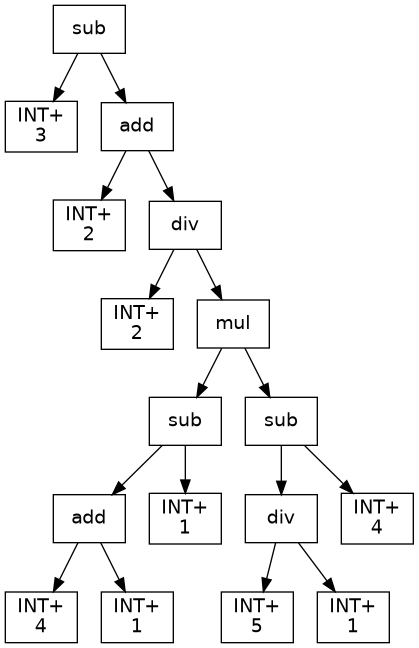 sub
INT+
3
add
INT+
2
div
INT+
2
mul
sub
sub
add
INT+
1
div
INT+
4
INT+
4
INT+
1
INT+
5
INT+
1